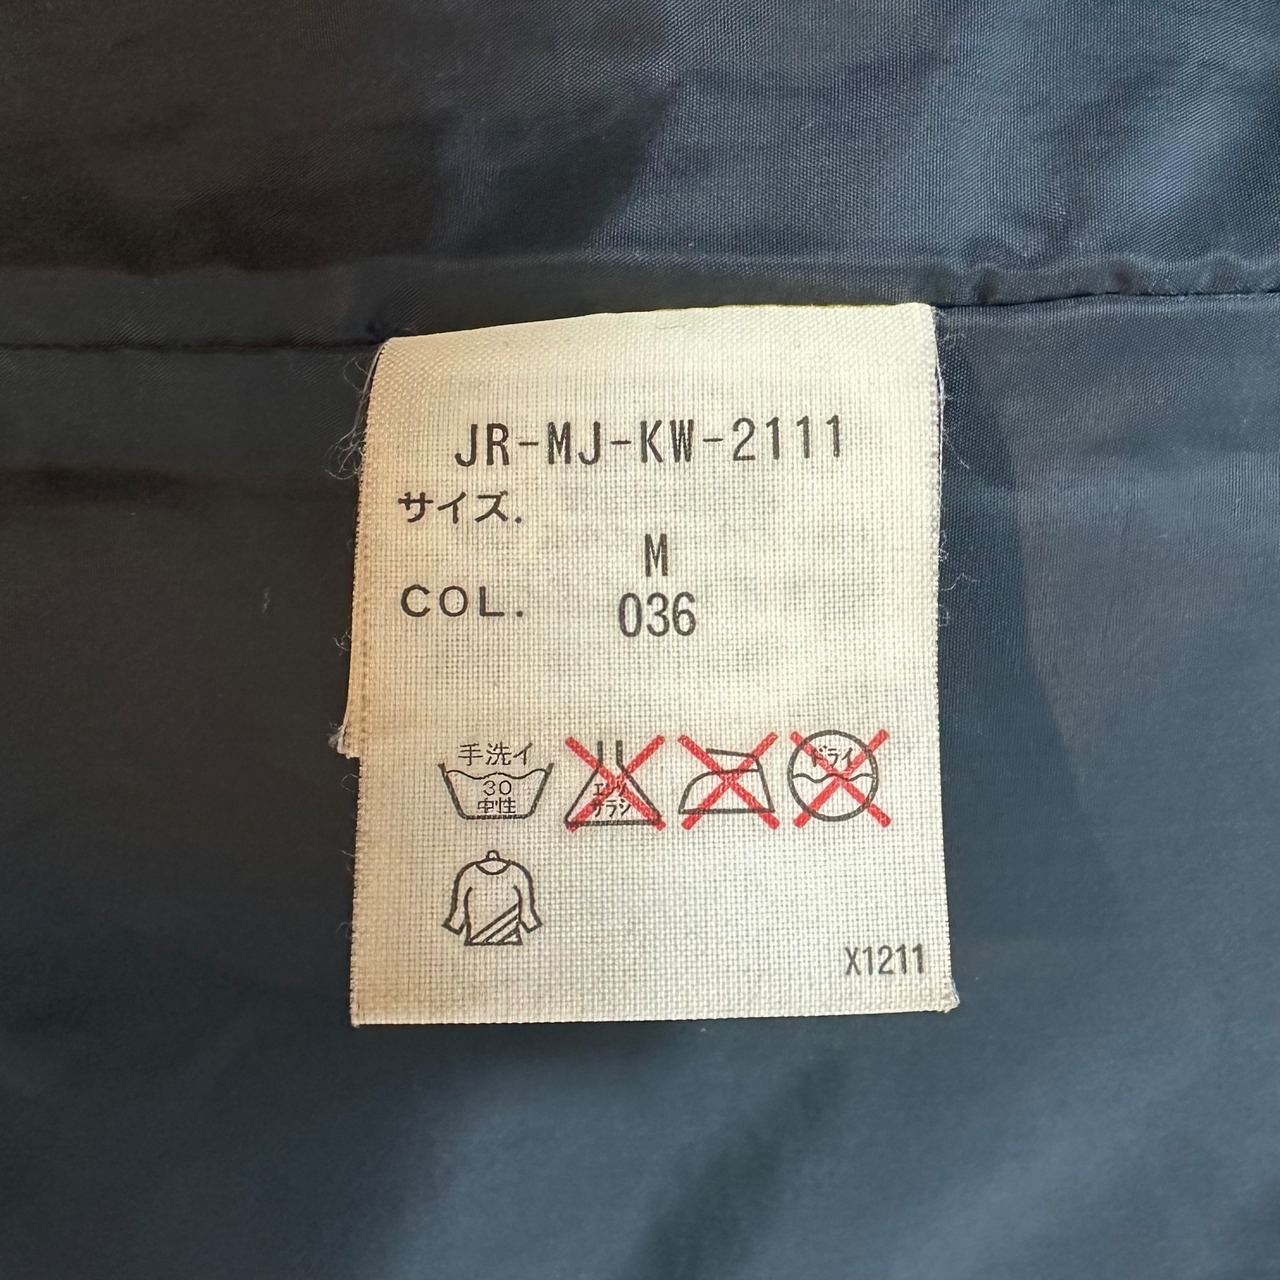 JR-MJ-KW-2111
サイズ.
M
COL. 036
手洗イ
30
中性
エンソ
サラシ
ドライ
X1211